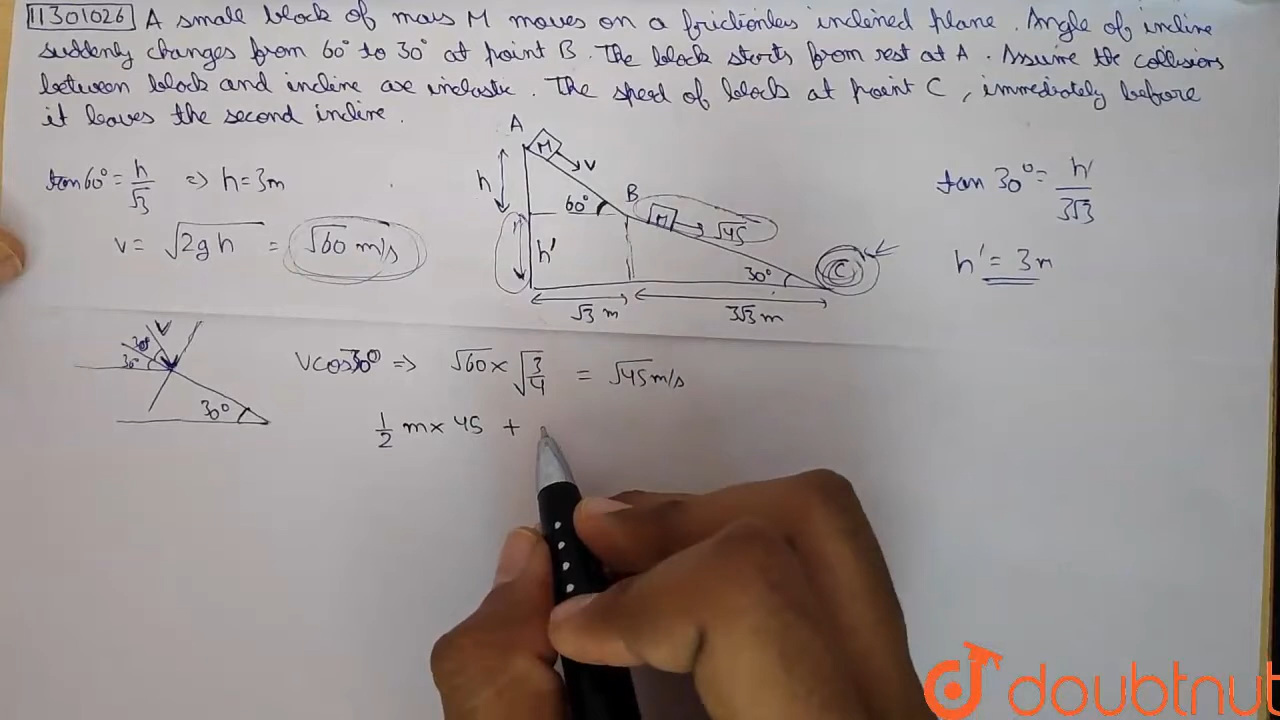 11301026 A small block of mass M moves on a frictionless inclined plane. Angle of incline
suddenly changes from 60° to 30° at point B. The block starts from rest at A. Assume the collisions
between block and incline are inelastic. The speed of block at point C, immediately before
it leaves the second incline.
A
M
V
h
60°
B
M
√45
h'
30°
C
√3 m
3√3 m
tan 60° = h/√3 ⇒ h = 3m
V = √2gh = √60 m/s
tan 30° = h'/3√3
h' = 3m
V
30°
30°
30°
Vcos30° ⇒ √60 × √3/4 = √45 m/s
1/2 m × 45 +
doubtnut